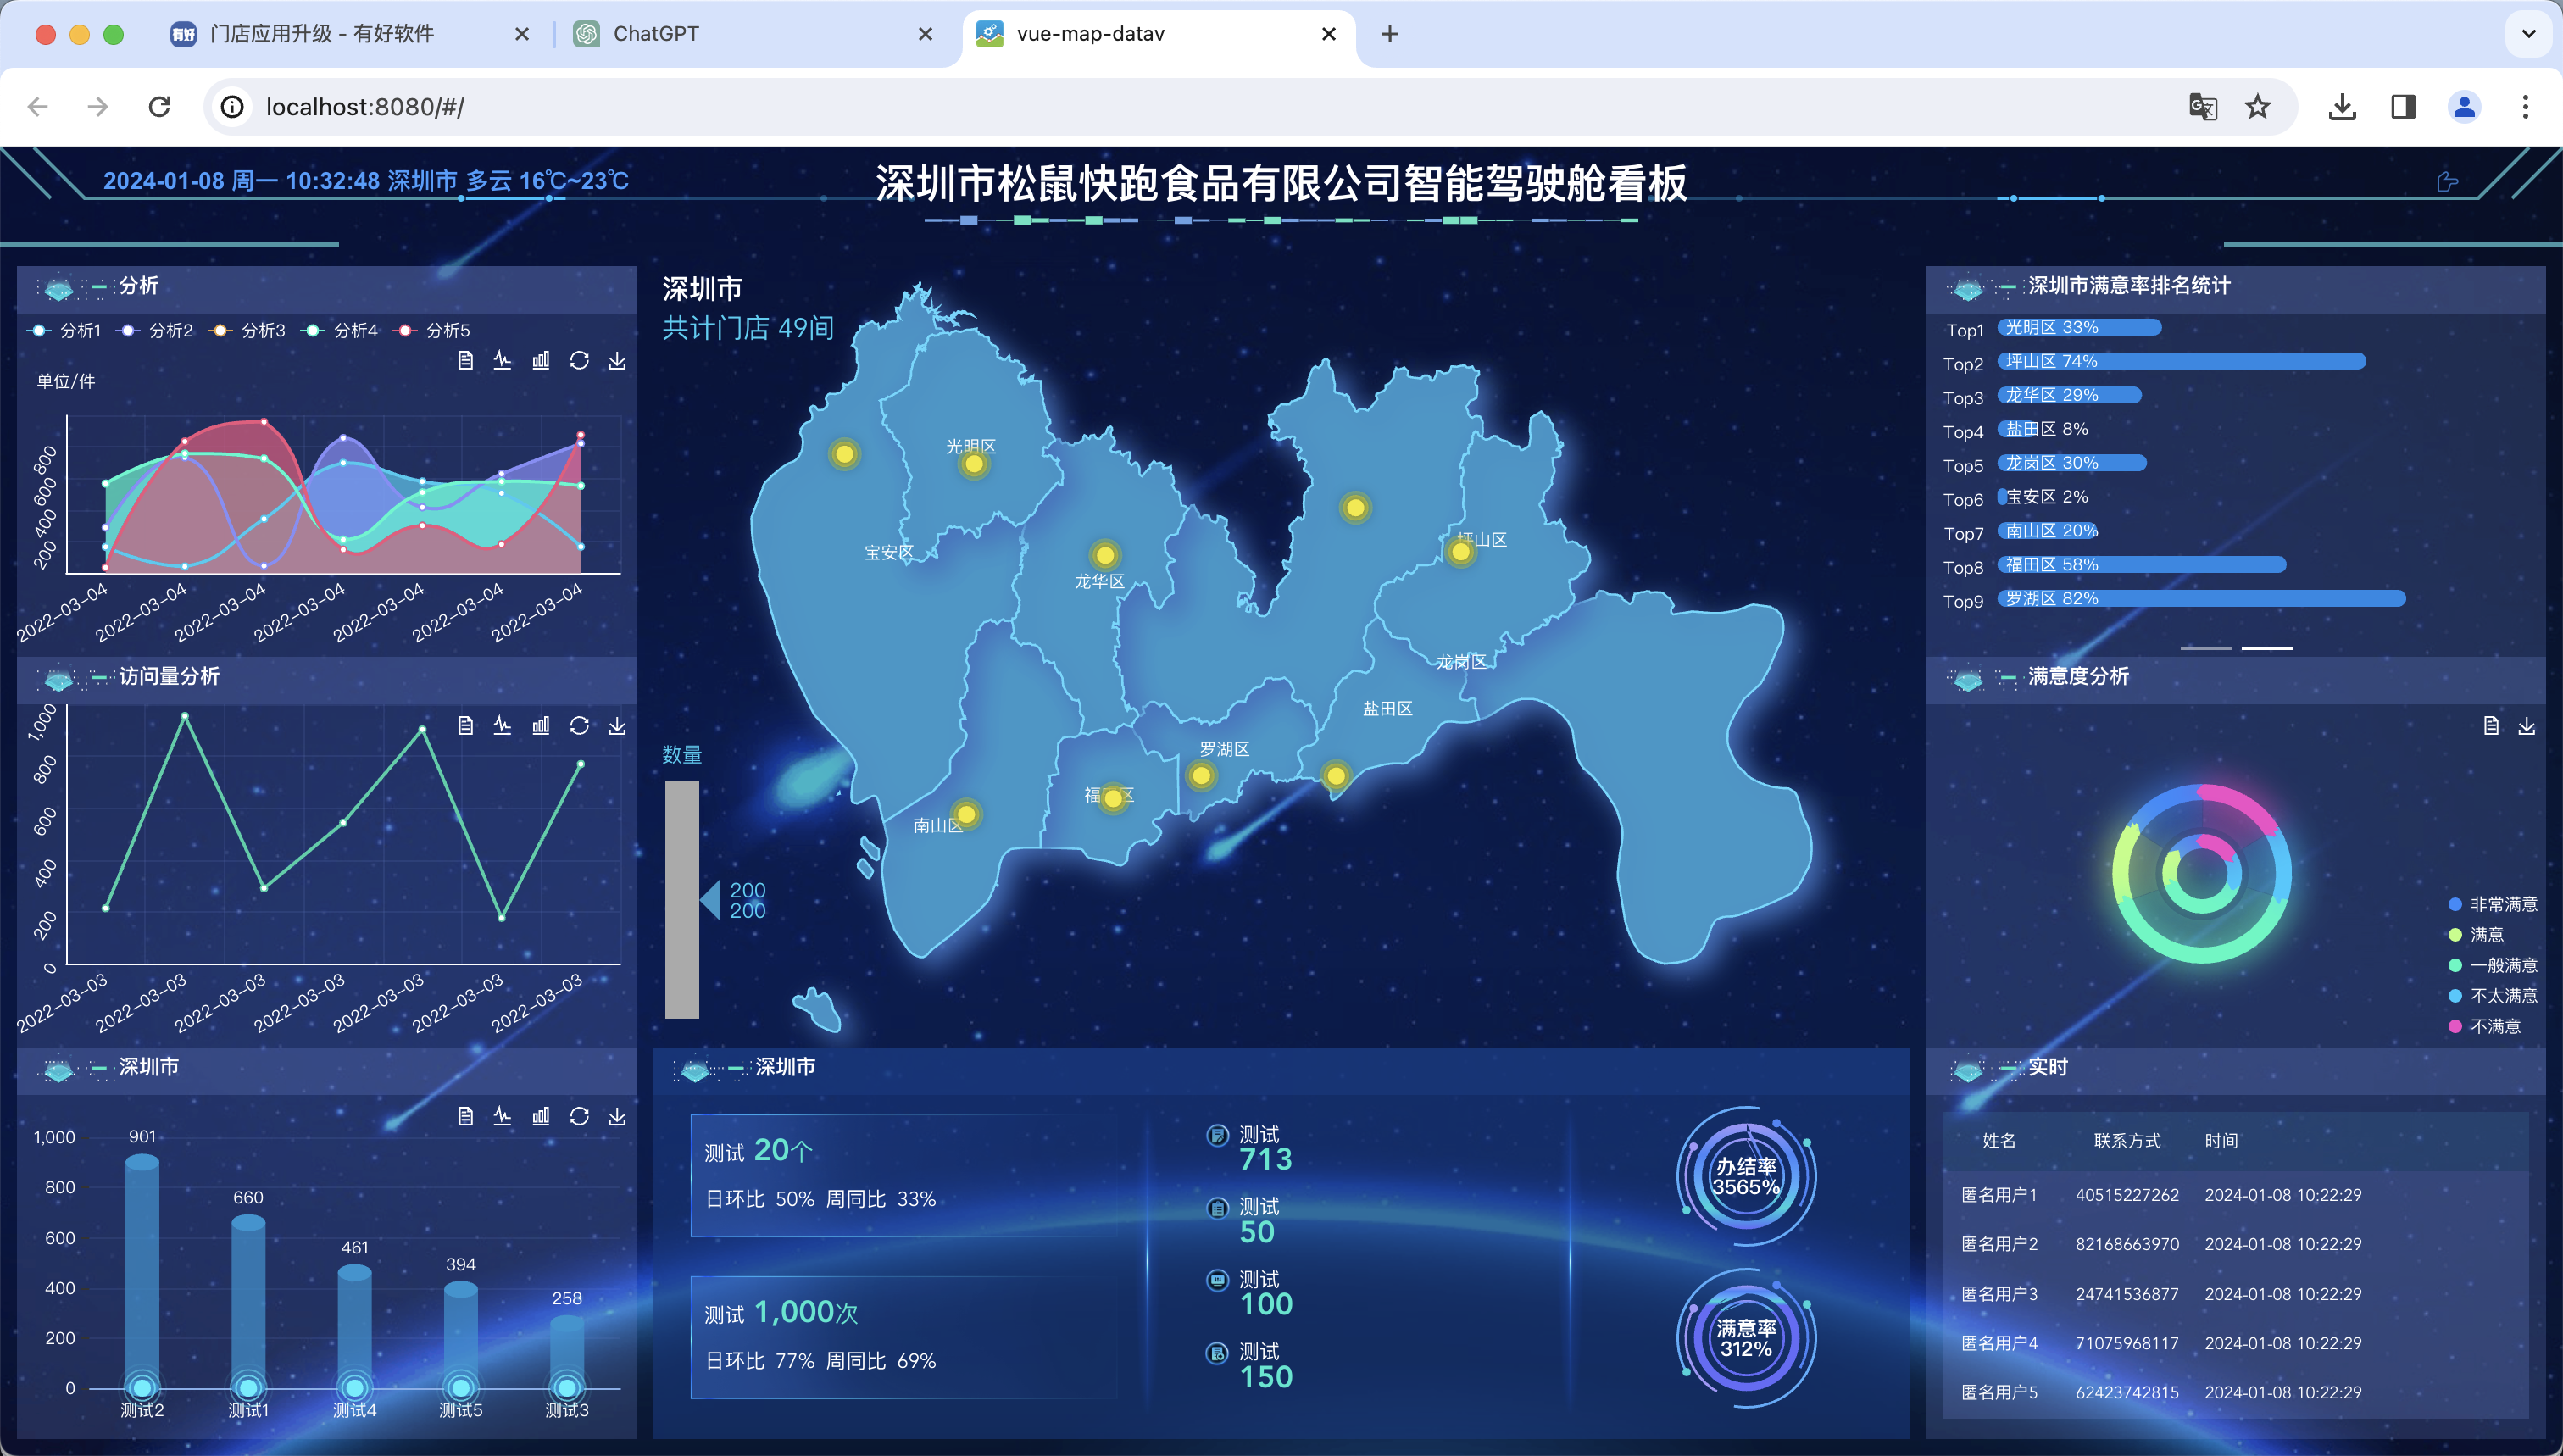 门店应用升级 - 有好软件
ChatGPT
vue-map-datav
localhost:8080/#/
2024-01-08 周一 10:32:48 深圳市 多云 16℃~23℃
深圳市松鼠快跑食品有限公司智能驾驶舱看板
分析
分析1 分析2 分析3 分析4 分析5
单位/件
800
600
400
200
2022-03-04 2022-03-04 2022-03-04 2022-03-04 2022-03-04 2022-03-04 2022-03-04
访问量分析
1,000
800
600
400
200
0
2022-03-03 2022-03-03 2022-03-03 2022-03-03 2022-03-03 2022-03-03 2022-03-03
深圳市
1,000
800
600
400
200
0
901
660
461
394
258
测试2 测试1 测试4 测试5 测试3
深圳市
共计门店 49间
光明区
宝安区
龙华区
坪山区
龙岗区
盐田区
罗湖区
福田区
南山区
数量
200
200
深圳市
测试 20个
日环比 50% 周同比 33%
测试 1,000次
日环比 77% 周同比 69%
测试
713
测试
50
测试
100
测试
150
办结率
3565%
满意率
312%
深圳市满意率排名统计
Top1 光明区 33%
Top2 坪山区 74%
Top3 龙华区 29%
Top4 盐田区 8%
Top5 龙岗区 30%
Top6 宝安区 2%
Top7 南山区 20%
Top8 福田区 58%
Top9 罗湖区 82%
满意度分析
非常满意
满意
一般满意
不太满意
不满意
实时
姓名 联系方式 时间
匿名用户1 40515227262 2024-01-08 10:22:29
匿名用户2 82168663970 2024-01-08 10:22:29
匿名用户3 24741536877 2024-01-08 10:22:29
匿名用户4 71075968117 2024-01-08 10:22:29
匿名用户5 62423742815 2024-01-08 10:22:29